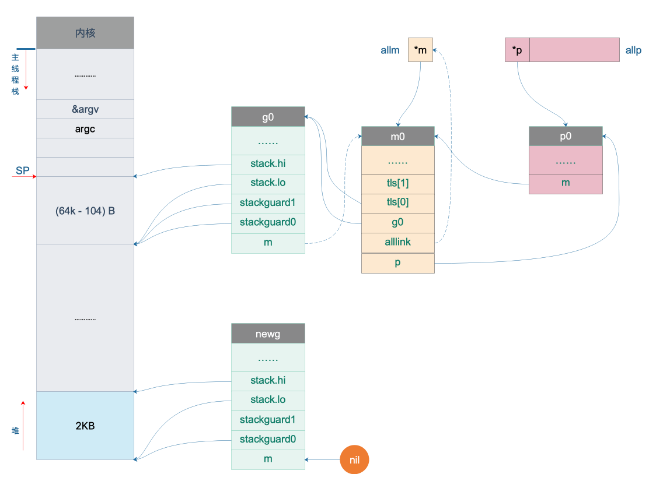 内核
主线程栈
…………
&argv
argc
SP
(64k - 104) B
…………
2KB
堆
g0
……
stack.hi
stack.lo
stackguard1
stackguard0
m
newg
……
stack.hi
stack.lo
stackguard1
stackguard0
m
nil
allm
*m
m0
……
tls[1]
tls[0]
g0
alllink
p
*p
allp
p0
……
m